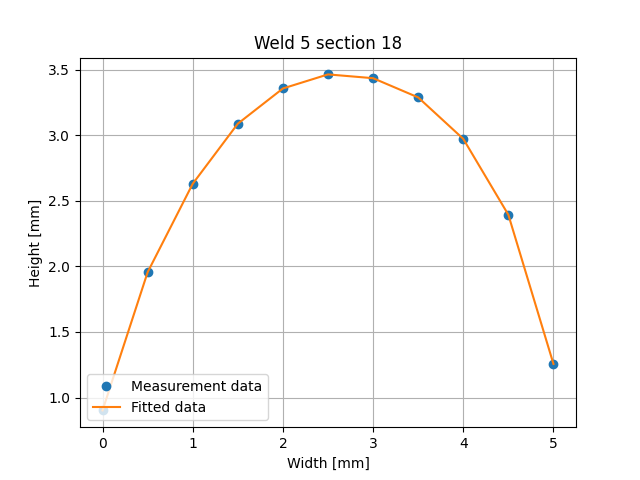 Weld 5 section 18
3.5
3.0
2.5
2.0
1.5
1.0
Height [mm]
Measurement data
Fitted data
0 1 2 3 4 5
Width [mm]